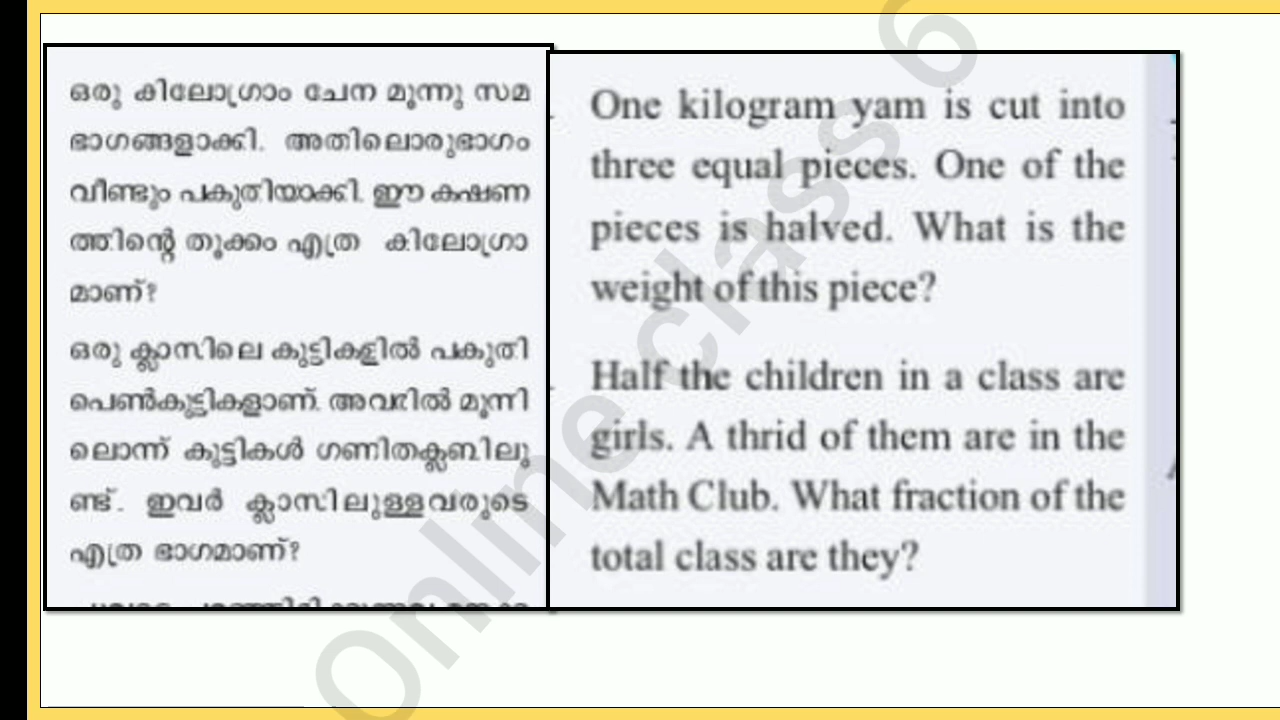 ഒരു കിലോഗ്രാം ചേന മൂന്നു സമ
ഭാഗങ്ങളാക്കി. അതിലൊരുഭാഗം
വീണ്ടും പകുതിയാക്കി. ഈ കഷണ
ത്തിന്റെ തൂക്കം എത്ര കിലോഗ്രാ
മാണ്?
ഒരു ക്ലാസിലെ കുട്ടികളിൽ പകുതി
പെൺകുട്ടികളാണ്. അവരിൽ മൂന്നി
ലൊന്ന് കുട്ടികൾ ഗണിതക്ലബിലു
ണ്ട്. ഇവർ ക്ലാസിലുള്ളവരുടെ
എത്ര ഭാഗമാണ്?
One kilogram yam is cut into
three equal pieces. One of the
pieces is halved. What is the
weight of this piece?
Half the children in a class are
girls. A thrid of them are in the
Math Club. What fraction of the
total class are they?
Online class 6